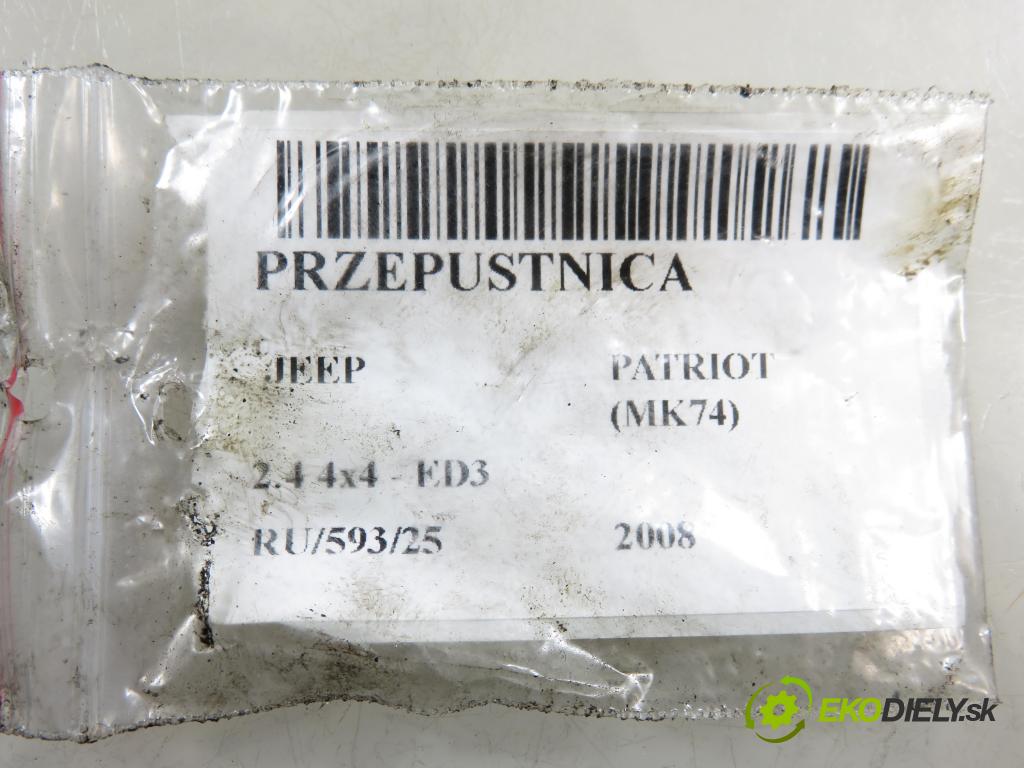 PRZEPUSTNICA
JEEP PATRIOT
(MK74)
2.4 4x4 - ED3
RU/593/25 2008
EKODIELY.sk